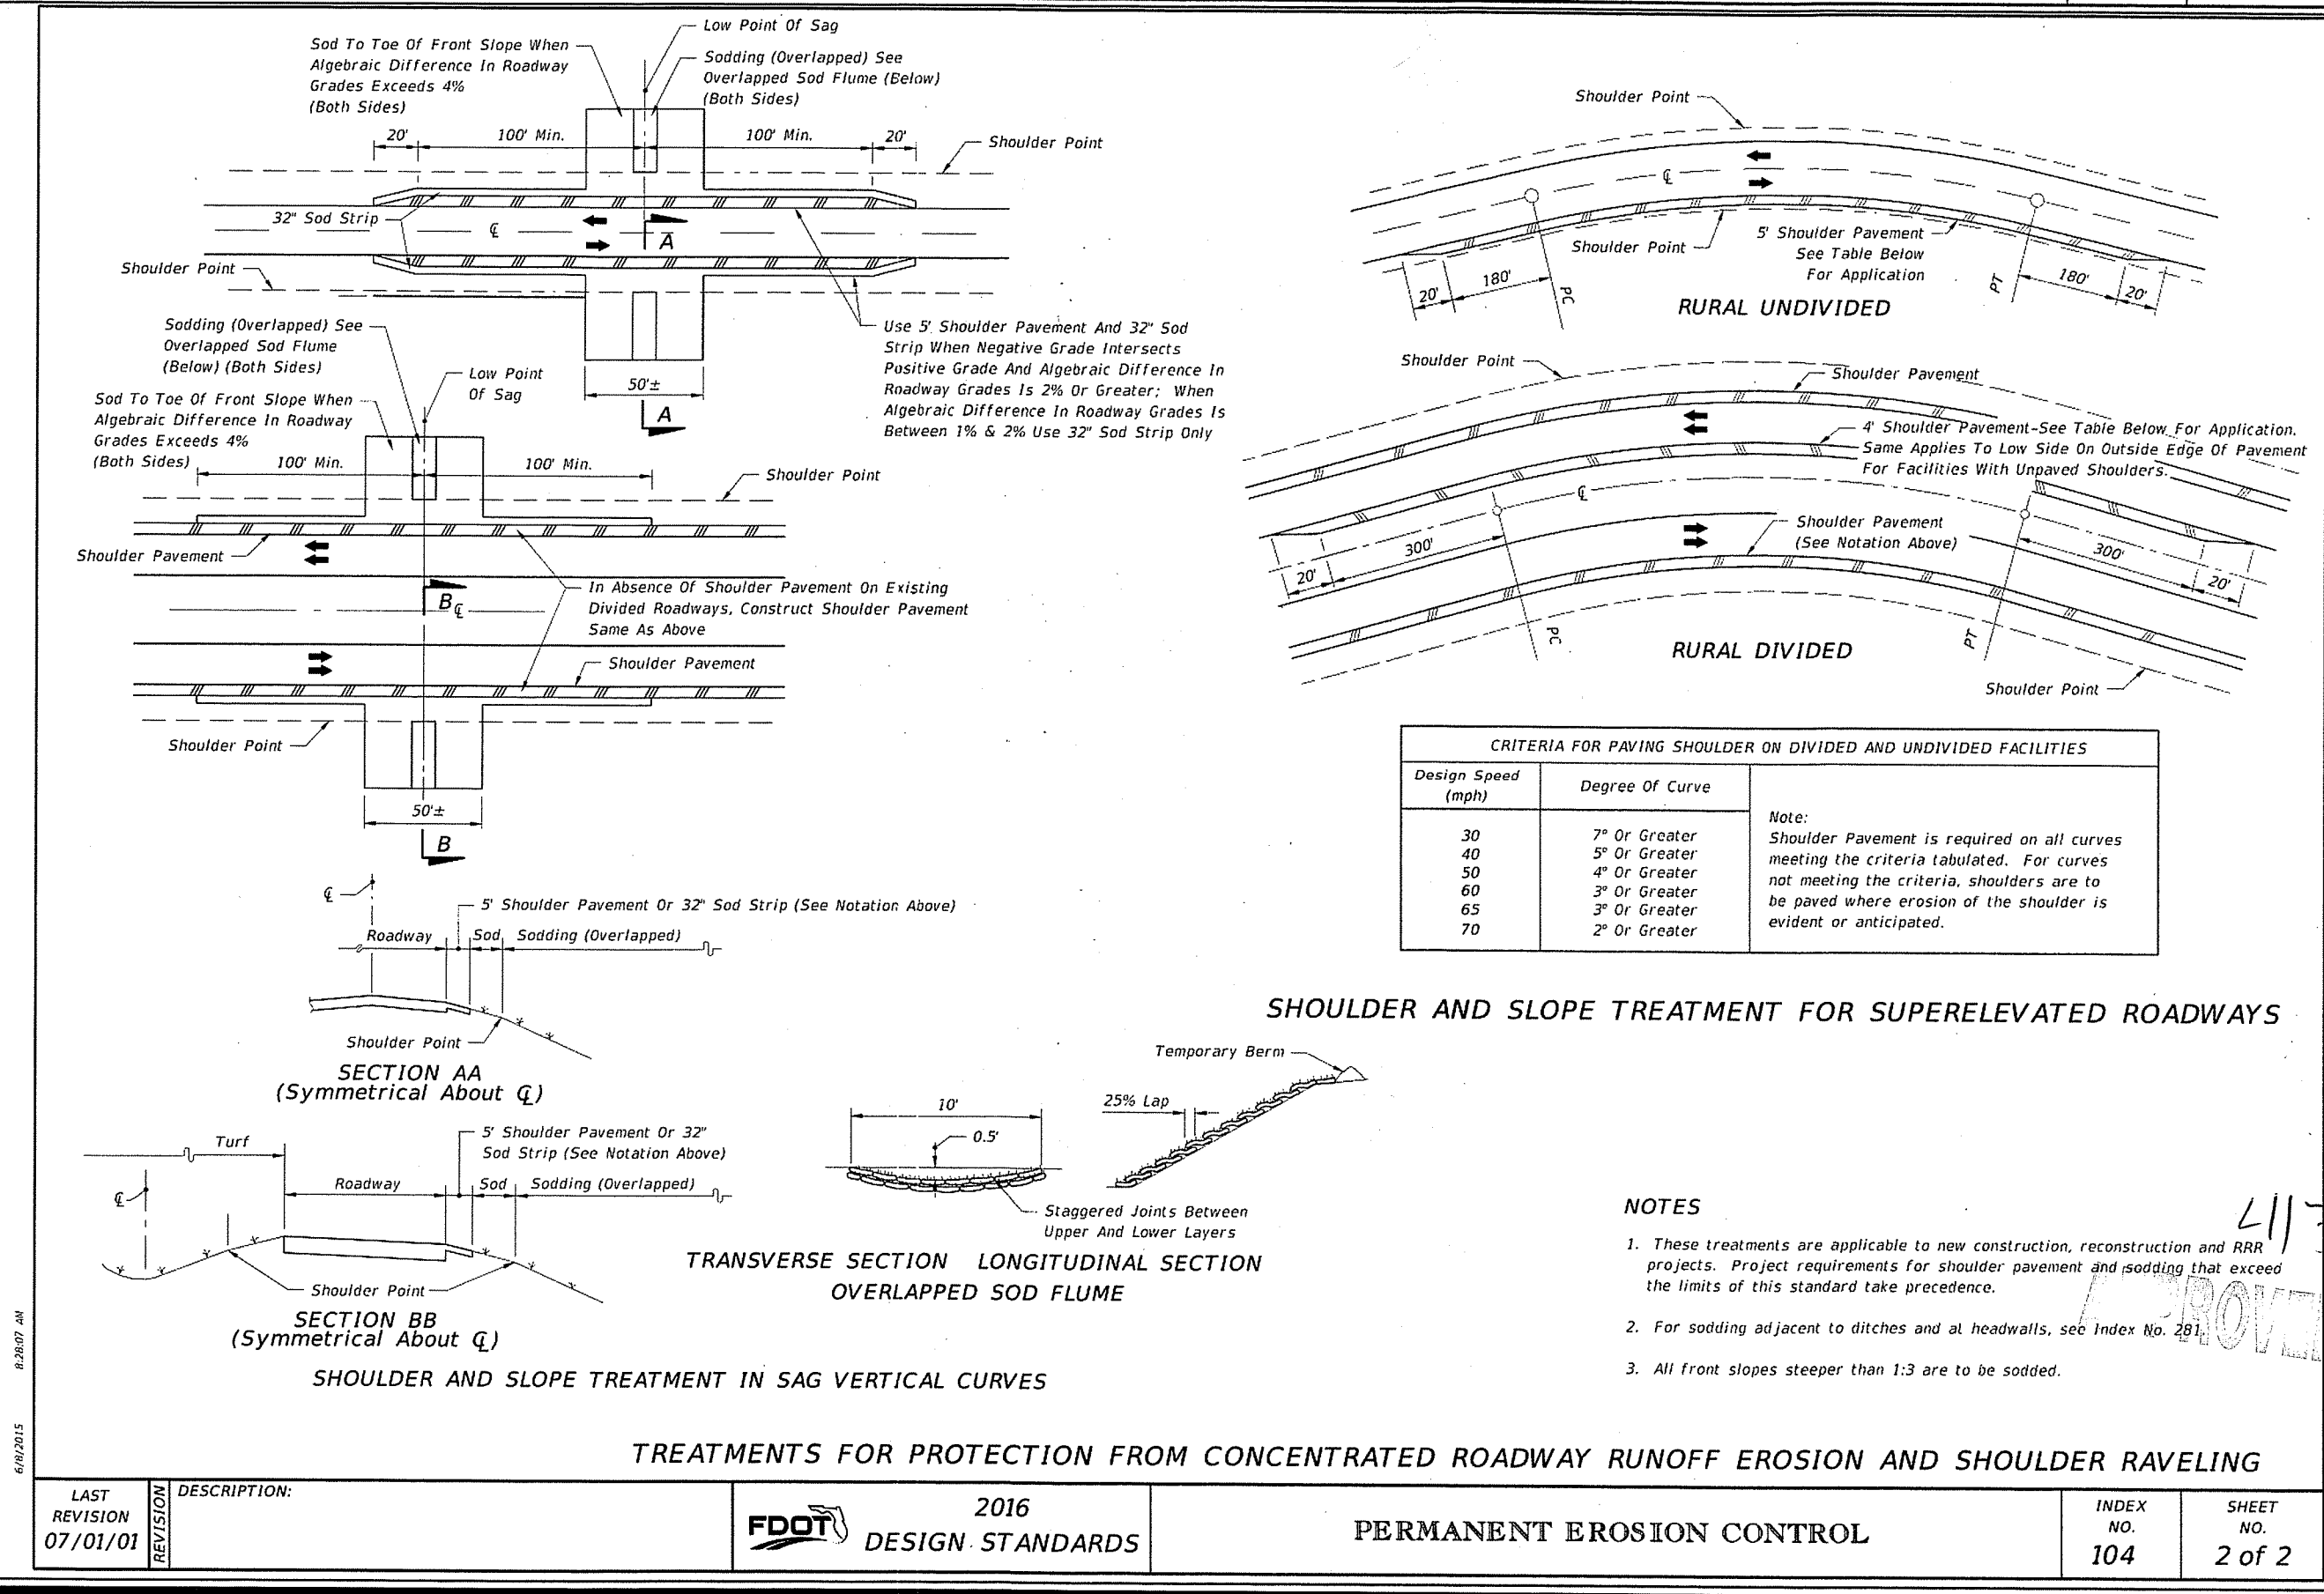 Low Point Of Sag
Sod To Toe Of Front Slope When
Algebraic Difference In Roadway
Grades Exceeds 4%
(Both Sides)
Sodding (Overlapped) See
Overlapped Sod Flume (Below)
(Both Sides)
20'
100' Min.
100' Min.
20'
Shoulder Point
32" Sod Strip
℄
A
Shoulder Point
Sodding (Overlapped) See
Overlapped Sod Flume
(Below) (Both Sides)
Use 5' Shoulder Pavement And 32" Sod
Strip When Negative Grade Intersects
Positive Grade And Algebraic Difference In
Roadway Grades Is 2% Or Greater; When
Algebraic Difference In Roadway Grades Is
Between 1% & 2% Use 32" Sod Strip Only
50'±
A
Low Point
Of Sag
Sod To Toe Of Front Slope When
Algebraic Difference In Roadway
Grades Exceeds 4%
(Both Sides)
100' Min.
100' Min.
Shoulder Point
Shoulder Pavement
B
℄
In Absence Of Shoulder Pavement On Existing
Divided Roadways, Construct Shoulder Pavement
Same As Above
Shoulder Pavement
Shoulder Point
50'±
B
℄
5' Shoulder Pavement Or 32" Sod Strip (See Notation Above)
Roadway
Sod
Sodding (Overlapped)
Shoulder Point
SECTION AA
(Symmetrical About ℄)
Turf
5' Shoulder Pavement Or 32"
Sod Strip (See Notation Above)
℄
Roadway
Sod
Sodding (Overlapped)
Shoulder Point
SECTION BB
(Symmetrical About ℄)
SHOULDER AND SLOPE TREATMENT IN SAG VERTICAL CURVES
10'
0.5'
Staggered Joints Between
Upper And Lower Layers
Temporary Berm
25% Lap
TRANSVERSE SECTION LONGITUDINAL SECTION
OVERLAPPED SOD FLUME
Shoulder Point
℄
Shoulder Point
5' Shoulder Pavement
See Table Below
For Application
20'
180'
PC
PT
180'
20'
RURAL UNDIVIDED
Shoulder Point
Shoulder Pavement
4' Shoulder Pavement-See Table Below For Application.
Same Applies To Low Side On Outside Edge Of Pavement
For Facilities With Unpaved Shoulders.
℄
Shoulder Pavement
(See Notation Above)
20'
300'
PC
PT
300'
20'
RURAL DIVIDED
Shoulder Point
CRITERIA FOR PAVING SHOULDER ON DIVIDED AND UNDIVIDED FACILITIES
Design Speed
(mph)
Degree Of Curve
30 7° Or Greater
40 5° Or Greater
50 4° Or Greater
60 3° Or Greater
65 3° Or Greater
70 2° Or Greater
Note:
Shoulder Pavement is required on all curves
meeting the criteria tabulated. For curves
not meeting the criteria, shoulders are to
be paved where erosion of the shoulder is
evident or anticipated.
SHOULDER AND SLOPE TREATMENT FOR SUPERELEVATED ROADWAYS
NOTES
1. These treatments are applicable to new construction, reconstruction and RRR
projects. Project requirements for shoulder pavement and sodding that exceed
the limits of this standard take precedence.
2. For sodding adjacent to ditches and at headwalls, see Index No. 281.
3. All front slopes steeper than 1:3 are to be sodded.
TREATMENTS FOR PROTECTION FROM CONCENTRATED ROADWAY RUNOFF EROSION AND SHOULDER RAVELING
6/8/2015 8:28:07 AM
LAST
REVISION
07/01/01
REVISION
DESCRIPTION:
FDOT
2016
DESIGN STANDARDS
PERMANENT EROSION CONTROL
INDEX
NO.
104
SHEET
NO.
2 of 2